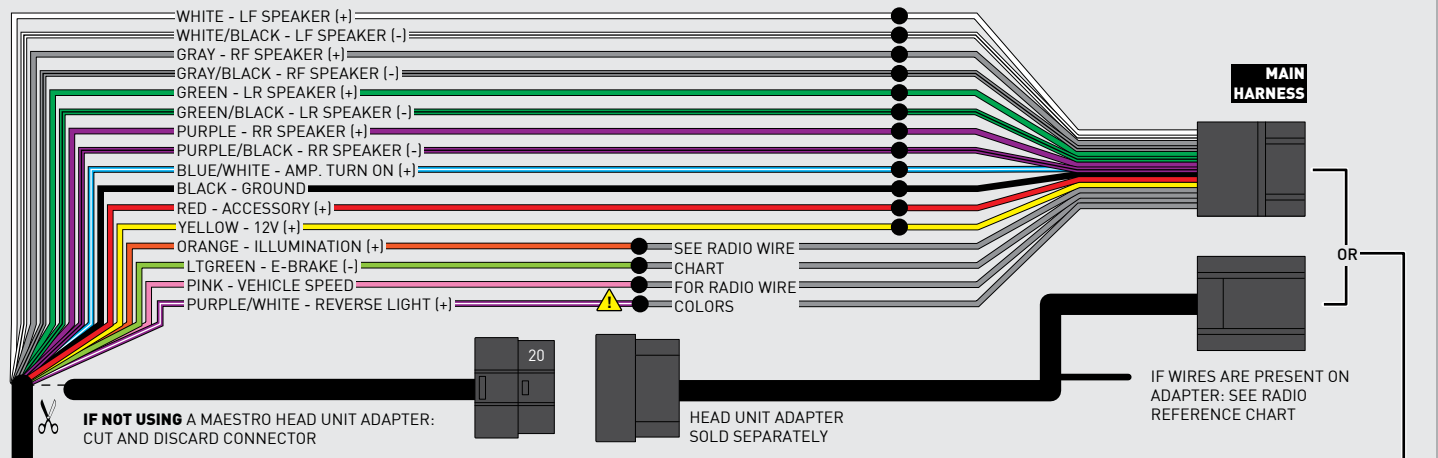 WHITE - LF SPEAKER (+)
WHITE/BLACK - LF SPEAKER (-)
GRAY - RF SPEAKER (+)
GRAY/BLACK - RF SPEAKER (-)
GREEN - LR SPEAKER (+)
GREEN/BLACK - LR SPEAKER (-)
PURPLE - RR SPEAKER (+)
PURPLE/BLACK - RR SPEAKER (-)
BLUE/WHITE - AMP. TURN ON (+)
BLACK - GROUND
RED - ACCESSORY (+)
YELLOW - 12V (+)
ORANGE - ILLUMINATION (+)
LTGREEN - E-BRAKE (-)
PINK - VEHICLE SPEED
PURPLE/WHITE - REVERSE LIGHT (+)
!
SEE RADIO WIRE
CHART
FOR RADIO WIRE
COLORS
MAIN
HARNESS
OR
20
IF NOT USING A MAESTRO HEAD UNIT ADAPTER:
CUT AND DISCARD CONNECTOR
HEAD UNIT ADAPTER
SOLD SEPARATELY
IF WIRES ARE PRESENT ON
ADAPTER: SEE RADIO
REFERENCE CHART